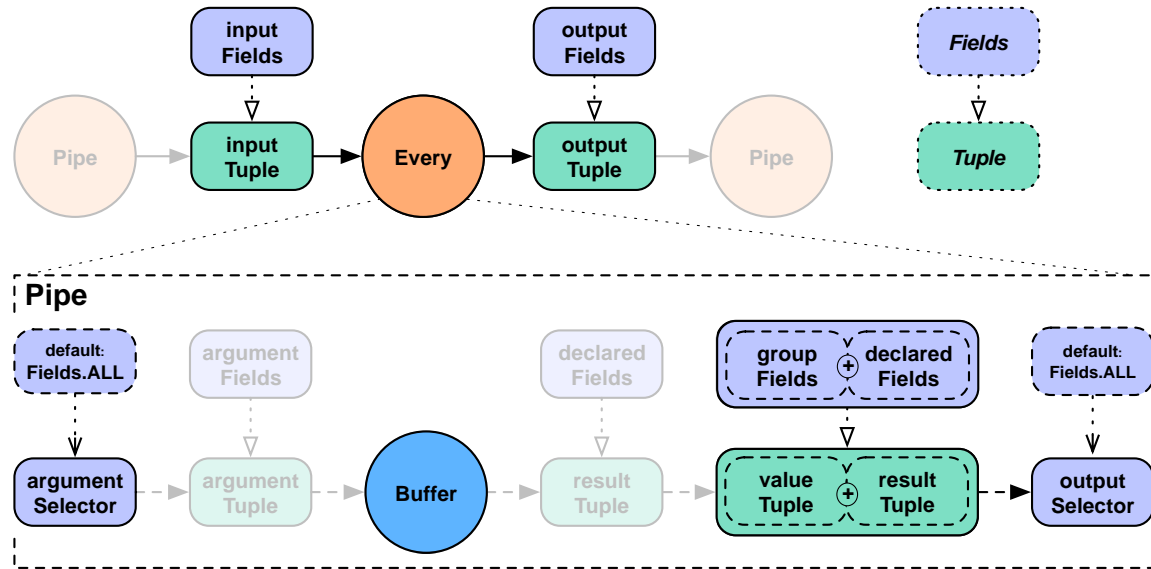 input
Fields
output
Fields
Fields
Pipe
input
Tuple
Every
output
Tuple
Pipe
Tuple
Pipe
default:
Fields.ALL
argument
Fields
declared
Fields
group
Fields
+
declared
Fields
default:
Fields.ALL
argument
Selector
argument
Tuple
Buffer
result
Tuple
value
Tuple
+
result
Tuple
output
Selector